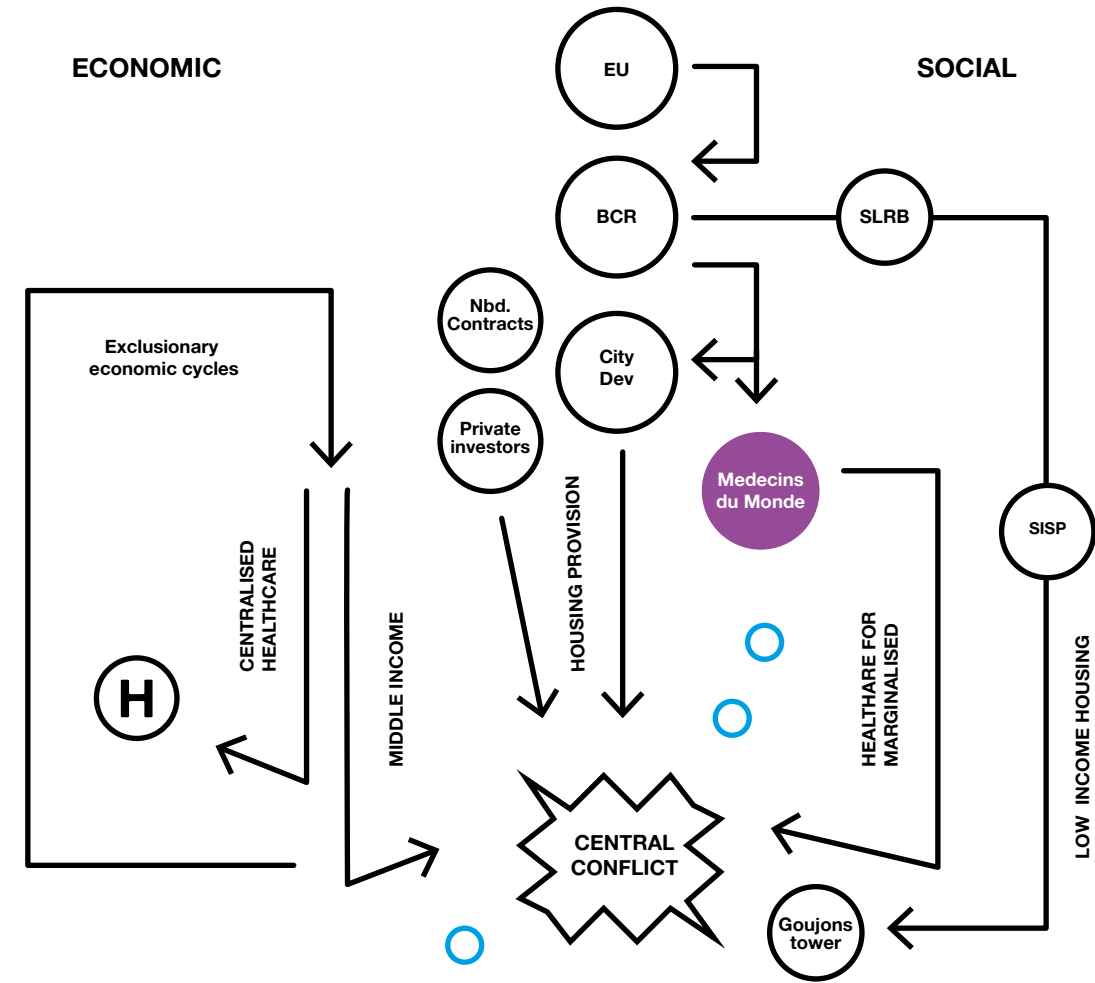 ECONOMIC
SOCIAL
EU
BCR
SLRB
Nbd.
Contracts
City
Dev
Exclusionary
economic cycles
Private
investors
Medecins
du Monde
SISP
HOUSING PROVISION
CENTRALISED
HEALTHCARE
MIDDLE INCOME
HEALTHARE FOR
MARGINALISED
LOW INCOME HOUSING
H
CENTRAL
CONFLICT
Goujons
tower